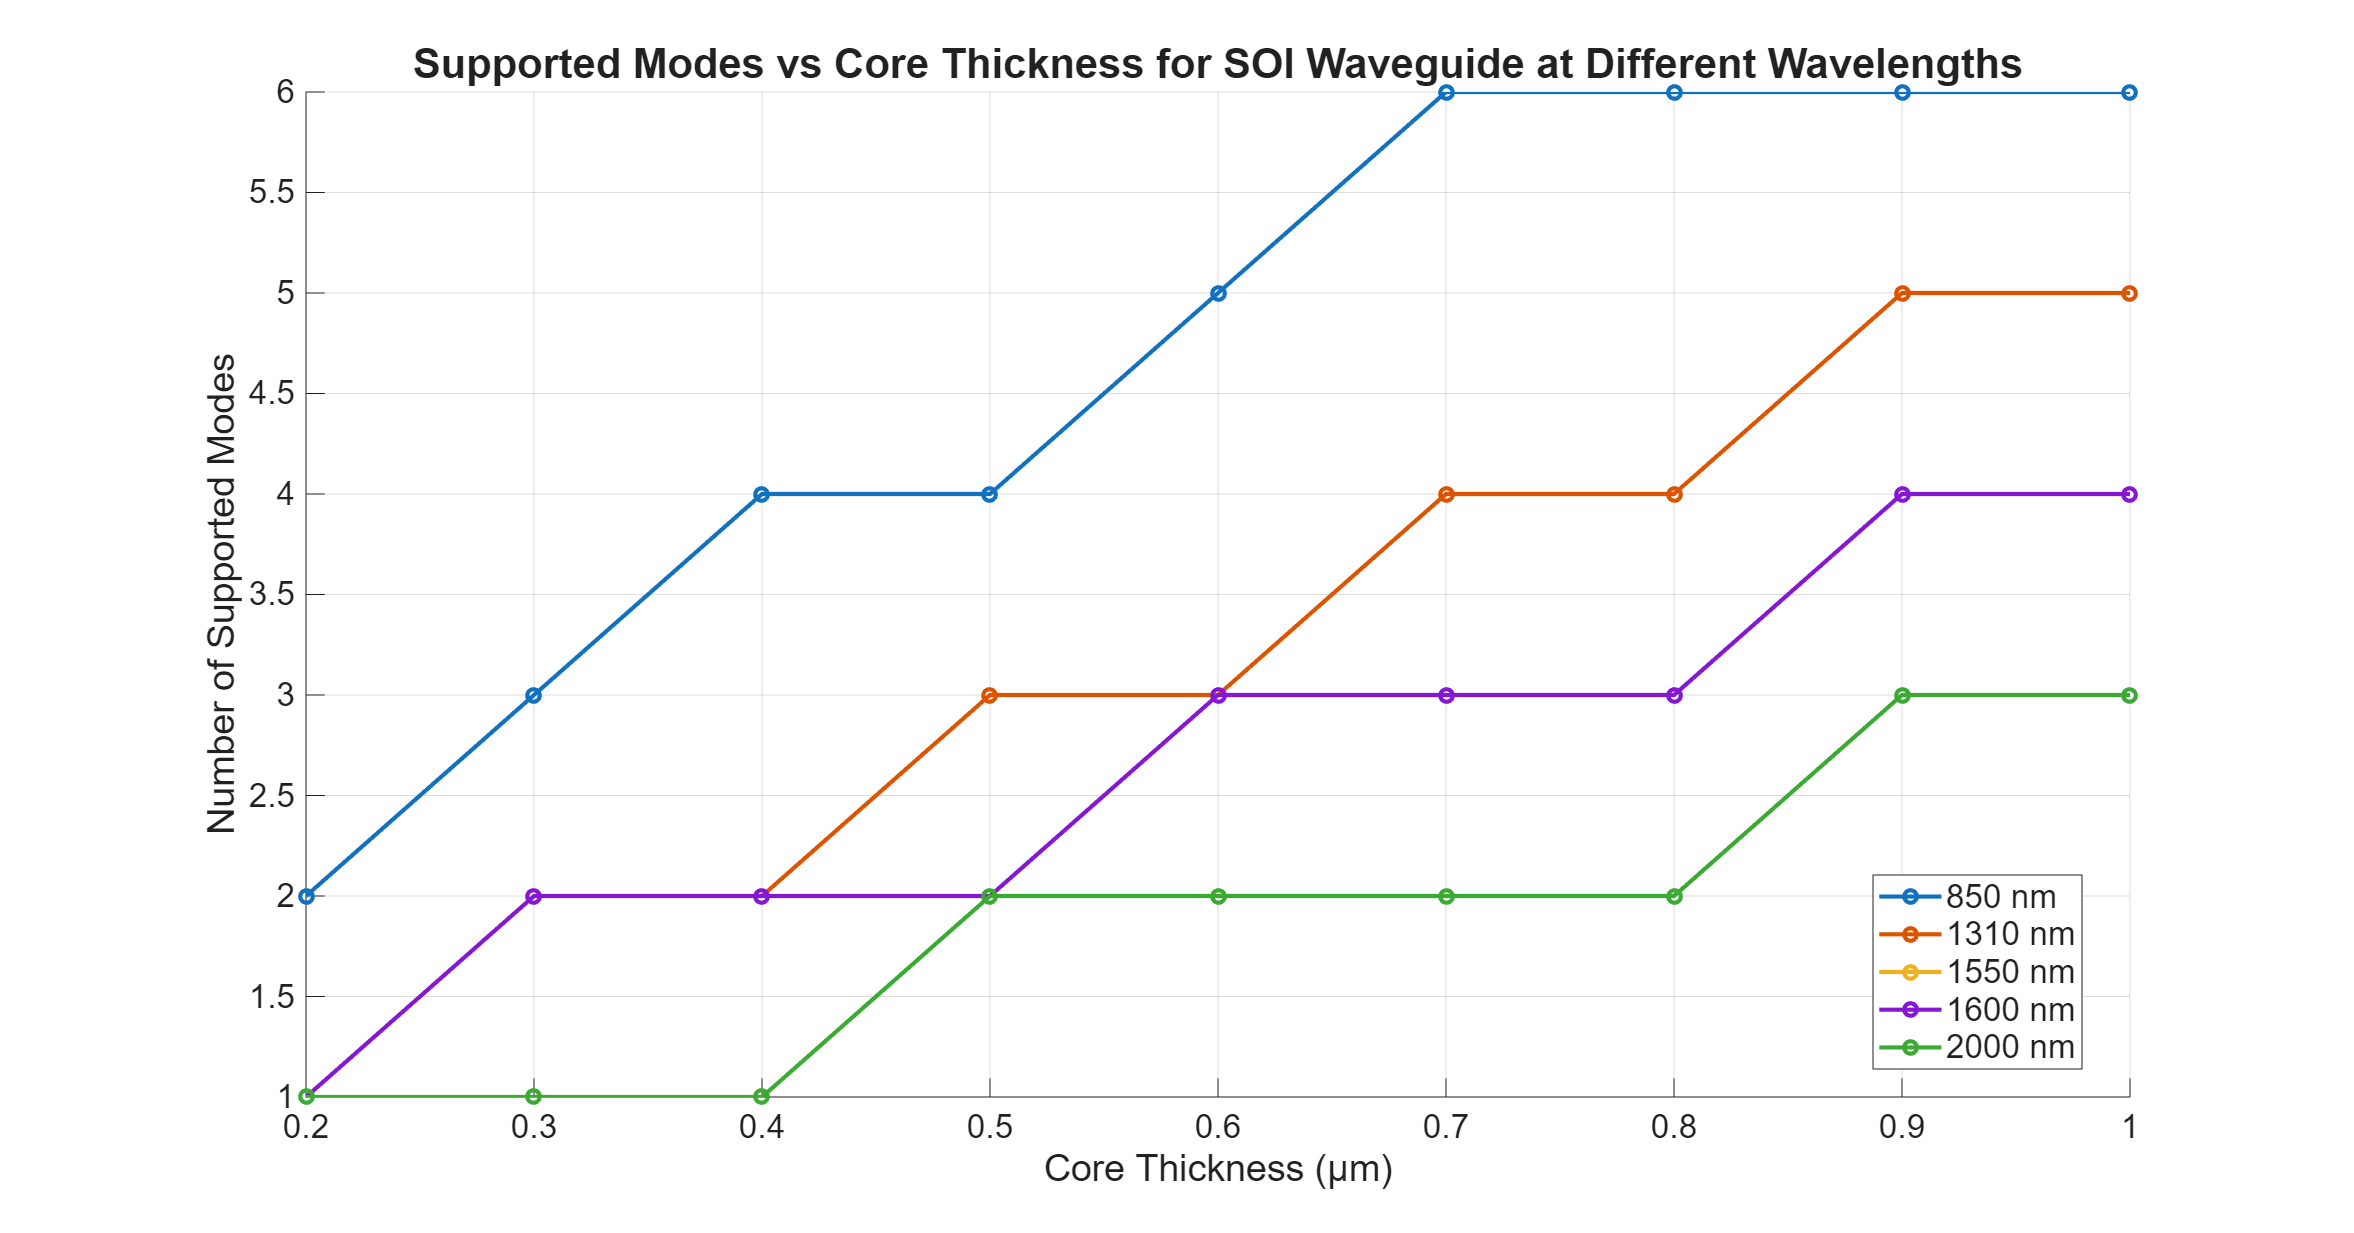 Supported Modes vs Core Thickness for SOI Waveguide at Different Wavelengths
Number of Supported Modes
6
5.5
5
4.5
4
3.5
3
2.5
2
1.5
1
0.2 0.3 0.4 0.5 0.6 0.7 0.8 0.9 1
Core Thickness (μm)
850 nm
1310 nm
1550 nm
1600 nm
2000 nm